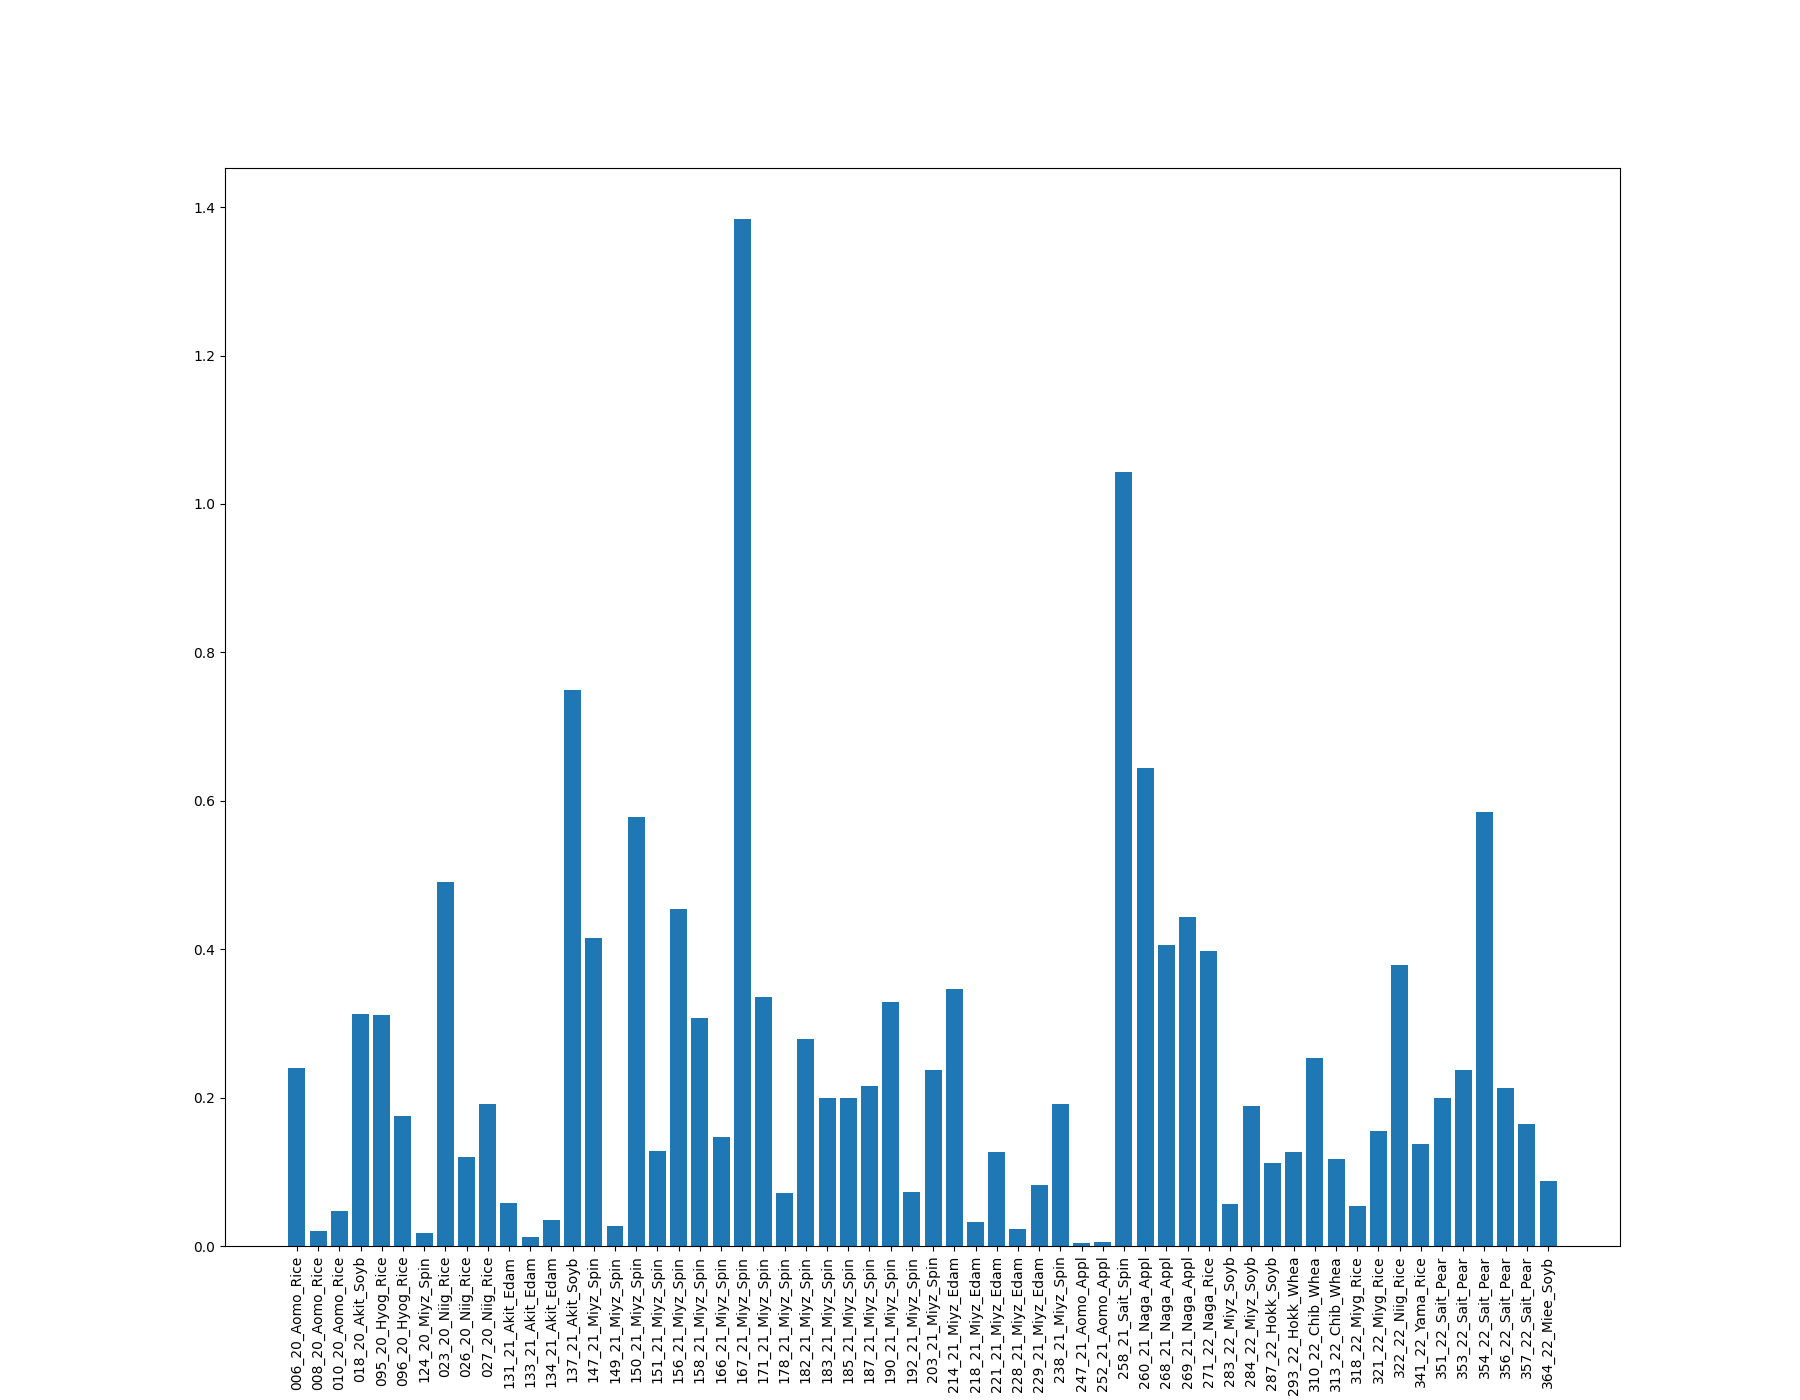 1.4
1.2
1.0
0.8
0.6
0.4
0.2
0.0
006_20_Aomo_Rice
008_20_Aomo_Rice
010_20_Aomo_Rice
018_20_Akit_Soyb
095_20_Hyog_Rice
096_20_Hyog_Rice
124_20_Miyz_Spin
023_20_Niig_Rice
026_20_Niig_Rice
027_20_Niig_Rice
131_21_Akit_Edam
133_21_Akit_Edam
134_21_Akit_Edam
137_21_Akit_Soyb
147_21_Miyz_Spin
149_21_Miyz_Spin
150_21_Miyz_Spin
151_21_Miyz_Spin
156_21_Miyz_Spin
158_21_Miyz_Spin
166_21_Miyz_Spin
167_21_Miyz_Spin
171_21_Miyz_Spin
178_21_Miyz_Spin
182_21_Miyz_Spin
183_21_Miyz_Spin
185_21_Miyz_Spin
187_21_Miyz_Spin
190_21_Miyz_Spin
192_21_Miyz_Spin
203_21_Miyz_Spin
214_21_Miyz_Edam
218_21_Miyz_Edam
221_21_Miyz_Edam
228_21_Miyz_Edam
229_21_Miyz_Edam
238_21_Miyz_Spin
247_21_Aomo_Appl
252_21_Aomo_Appl
258_21_Sait_Spin
260_21_Naga_Appl
268_21_Naga_Appl
269_21_Naga_Appl
271_22_Naga_Rice
283_22_Miyz_Soyb
284_22_Miyz_Soyb
287_22_Hokk_Soyb
293_22_Hokk_Whea
310_22_Chib_Whea
313_22_Chib_Whea
318_22_Miyg_Rice
321_22_Miyg_Rice
322_22_Niig_Rice
341_22_Yama_Rice
351_22_Sait_Pear
353_22_Sait_Pear
354_22_Sait_Pear
356_22_Sait_Pear
357_22_Sait_Pear
364_22_Miee_Soyb